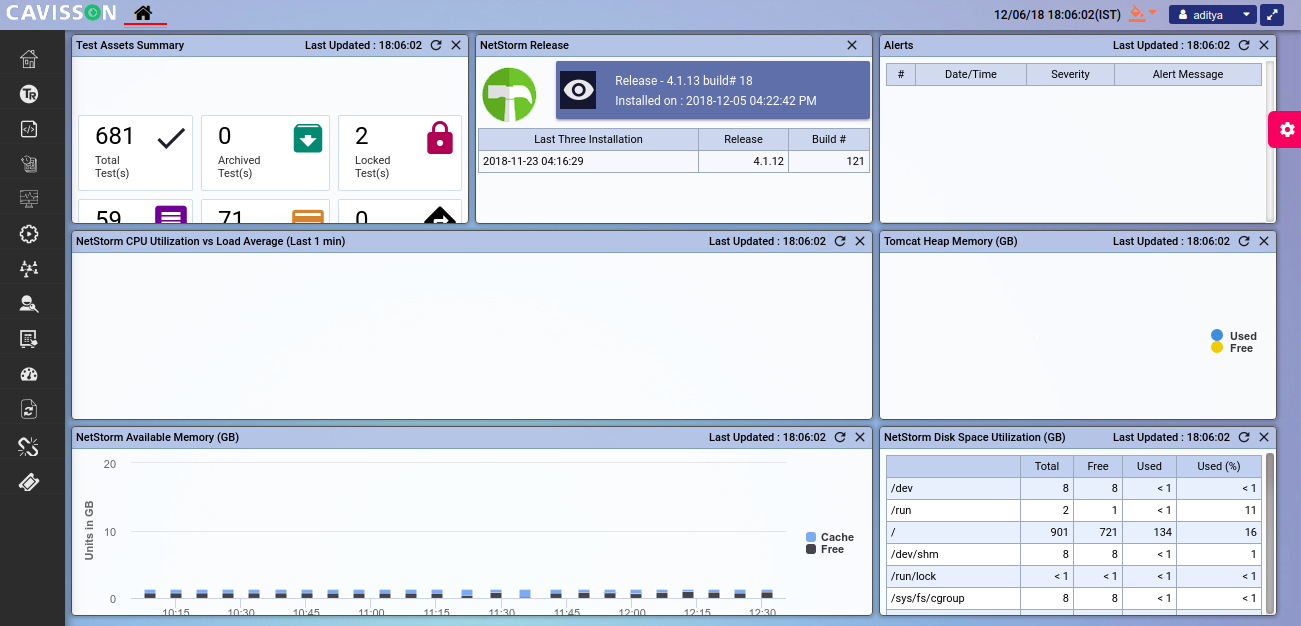 CAVISSON
12/06/18 18:06:02(IST)
aditya
TR
Test Assets Summary
Last Updated : 18:06:02
681
Total
Test(s)
0
Archived
Test(s)
2
Locked
Test(s)
59
71
0
NetStorm Release
Release - 4.1.13 build# 18
Installed on : 2018-12-05 04:22:42 PM
Last Three Installation Release Build #
2018-11-23 04:16:29 4.1.12 121
Alerts
Last Updated : 18:06:02
# Date/Time Severity Alert Message
NetStorm CPU Utilization vs Load Average (Last 1 min)
Last Updated : 18:06:02
Tomcat Heap Memory (GB)
Last Updated : 18:06:02
Used
Free
NetStorm Available Memory (GB)
Last Updated : 18:06:02
Units in GB
20
10
0
10:15 10:30 10:45 11:00 11:15 11:30 11:45 12:00 12:15 12:30
Cache
Free
NetStorm Disk Space Utilization (GB)
Last Updated : 18:06:02
Total Free Used Used (%)
/dev 8 8 < 1 < 1
/run 2 1 < 1 11
/ 901 721 134 16
/dev/shm 8 8 < 1 1
/run/lock < 1 < 1 < 1 < 1
/sys/fs/cgroup 8 8 < 1 < 1